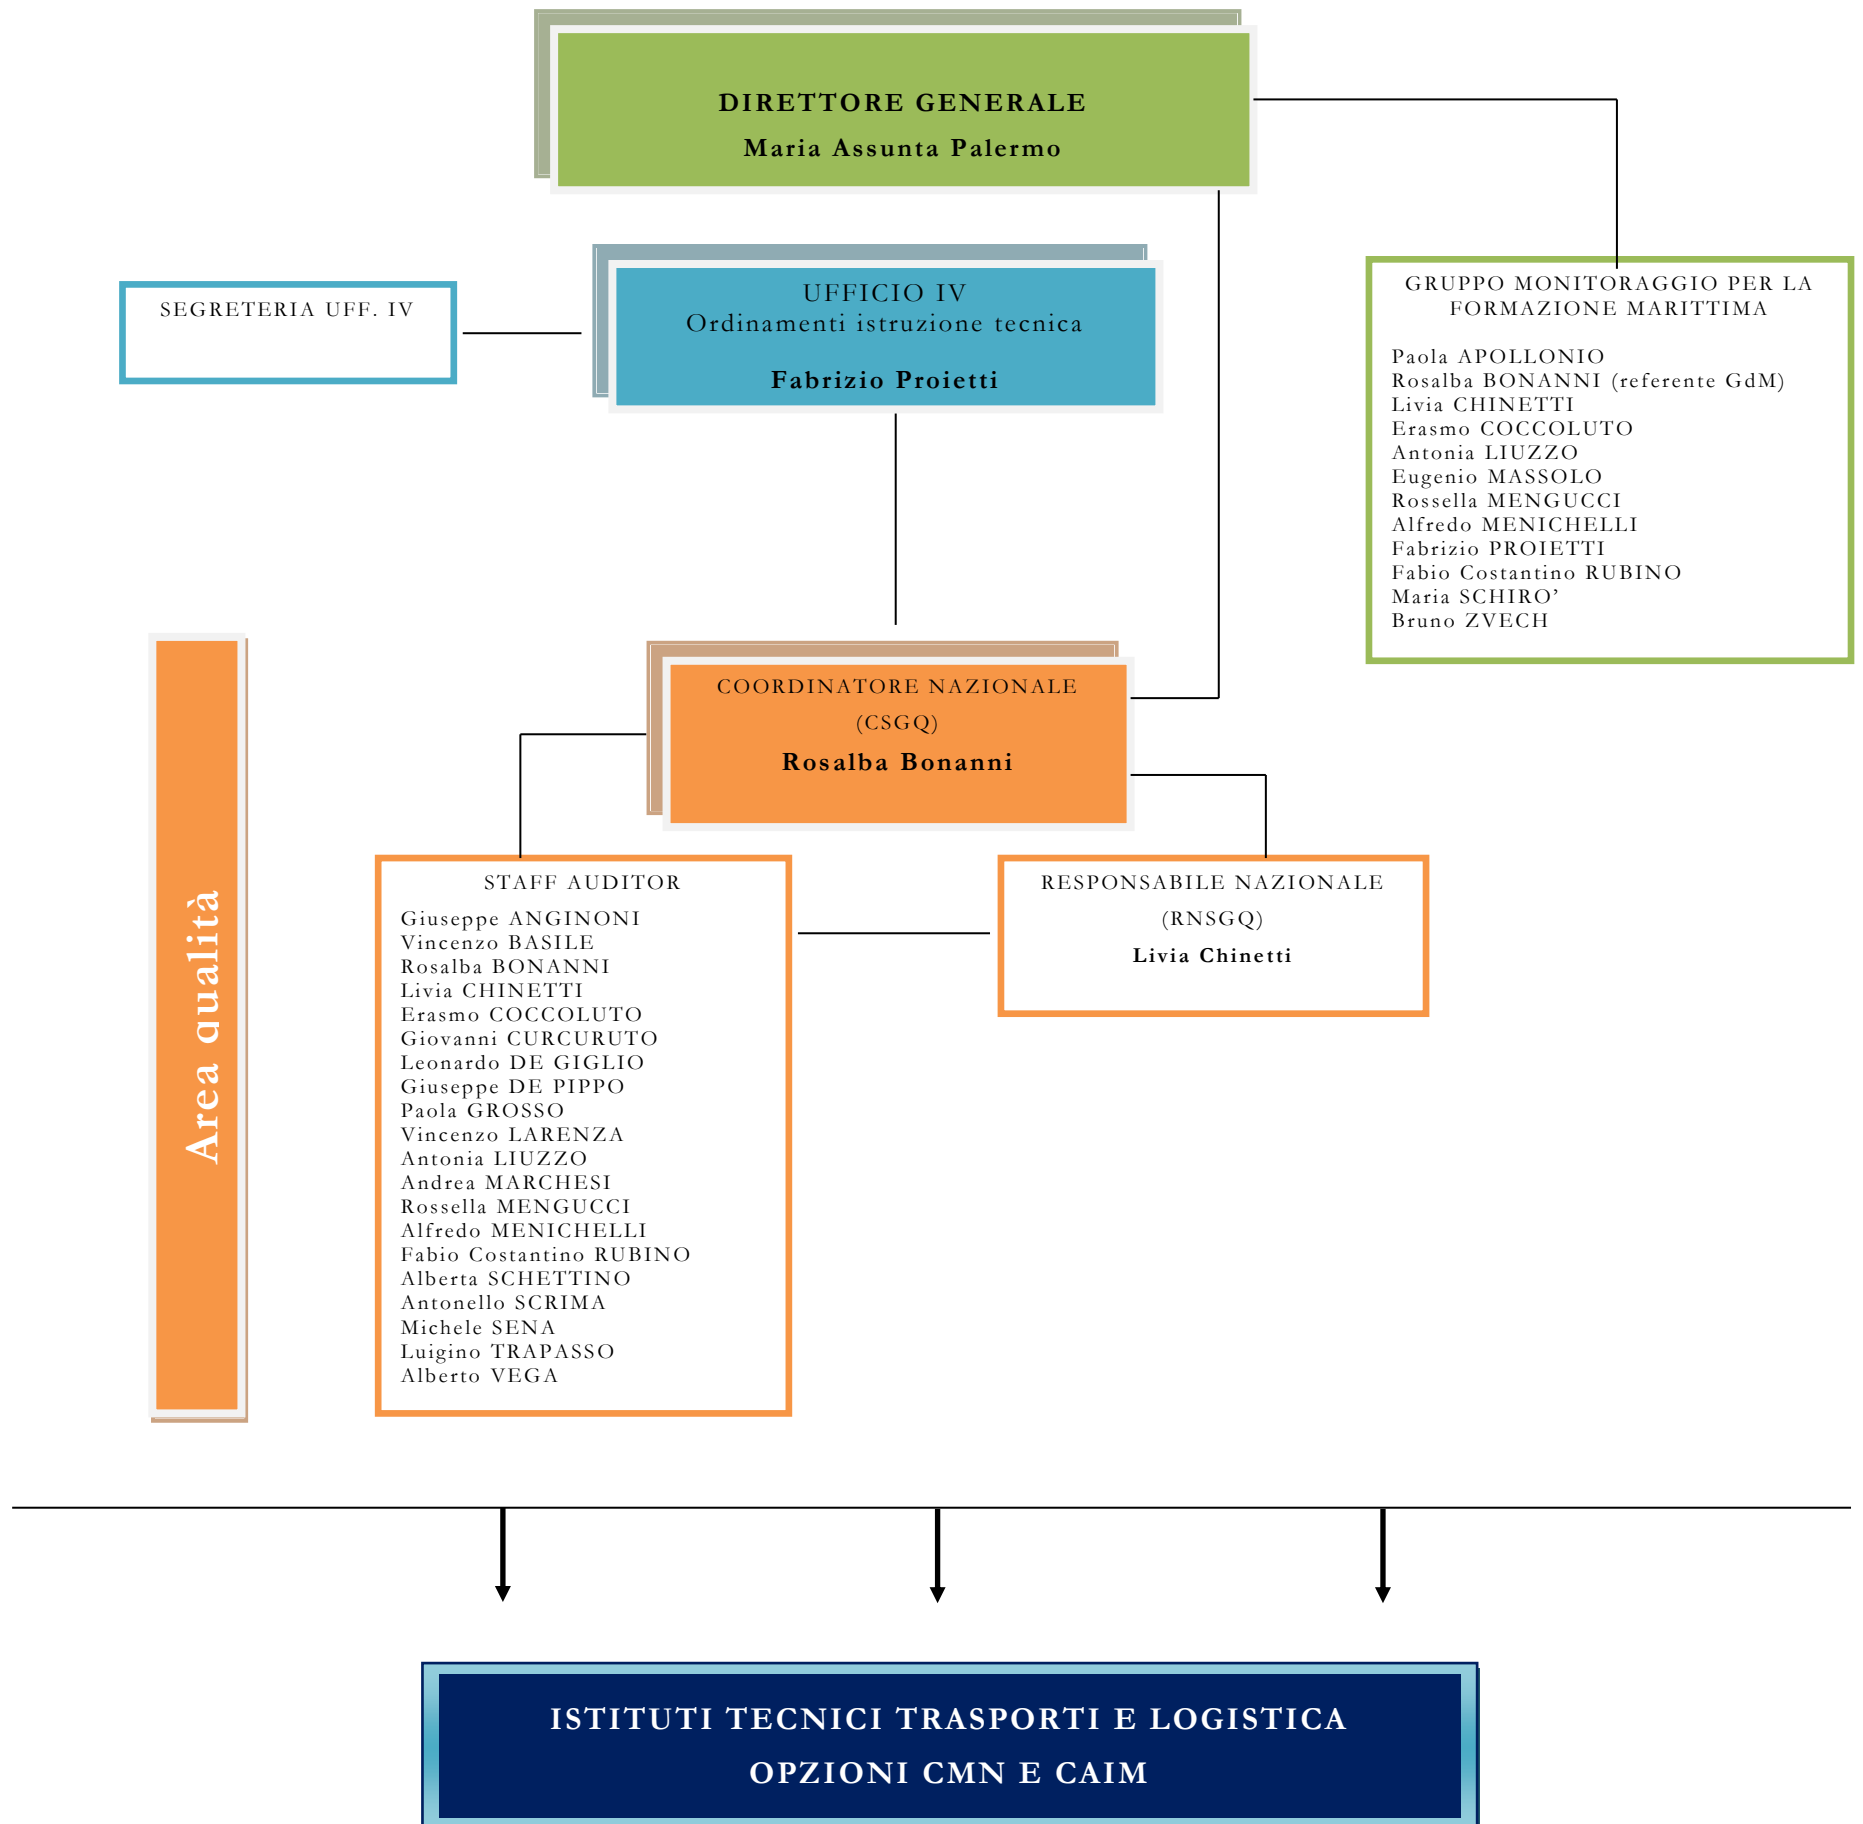 DIRETTORE GENERALE
Maria Assunta Palermo
SEGRETERIA UFF. IV
UFFICIO IV
Ordinamenti istruzione tecnica
Fabrizio Proietti
GRUPPO MONITORAGGIO PER LA
FORMAZIONE MARITTIMA
Paola APOLLONIO
Rosalba BONANNI (referente GdM)
Livia CHINETTI
Erasmo COCCOLUTO
Antonia LIUZZO
Eugenio MASSOLO
Rossella MENGUCCI
Alfredo MENICHELLI
Fabrizio PROIETTI
Fabio Costantino RUBINO
Maria SCHIRO’
Bruno ZVECH
Area qualità
COORDINATORE NAZIONALE
(CSGQ)
Rosalba Bonanni
STAFF AUDITOR
Giuseppe ANGINONI
Vincenzo BASILE
Rosalba BONANNI
Livia CHINETTI
Erasmo COCCOLUTO
Giovanni CURCURUTO
Leonardo DE GIGLIO
Giuseppe DE PIPPO
Paola GROSSO
Vincenzo LARENZA
Antonia LIUZZO
Andrea MARCHESI
Rossella MENGUCCI
Alfredo MENICHELLI
Fabio Costantino RUBINO
Alberta SCHETTINO
Antonello SCRIMA
Michele SENA
Luigino TRAPASSO
Alberto VEGA
RESPONSABILE NAZIONALE
(RNSGQ)
Livia Chinetti
ISTITUTI TECNICI TRASPORTI E LOGISTICA
OPZIONI CMN E CAIM